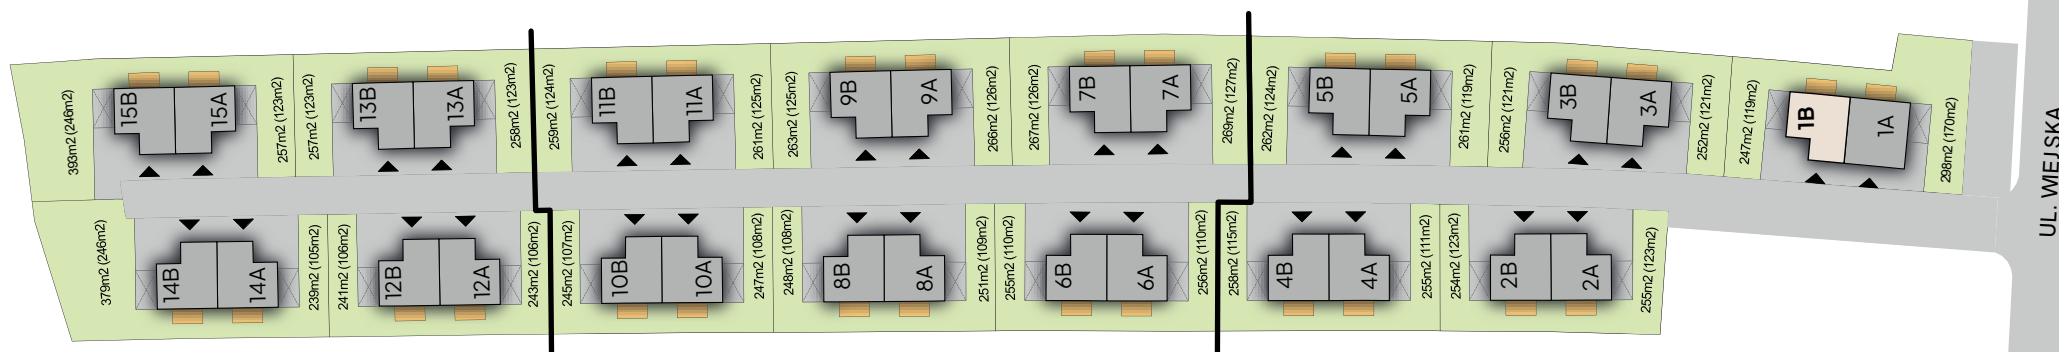 393m2 (246m2)
15B
15A
257m2 (123m2)
257m2 (123m2)
13B
13A
258m2 (123m2)
259m2 (124m2)
11B
11A
261m2 (125m2)
263m2 (125m2)
9B
9A
266m2 (126m2)
267m2 (126m2)
7B
7A
269m2 (127m2)
262m2 (124m2)
5B
5A
261m2 (119m2)
256m2 (121m2)
3B
3A
252m2 (121m2)
247m2 (119m2)
1B
1A
298m2 (170m2)
UL. WIEJSKA
379m2 (246m2)
14B
14A
239m2 (105m2)
241m2 (106m2)
12B
12A
243m2 (106m2)
245m2 (107m2)
10B
10A
247m2 (108m2)
248m2 (108m2)
8B
8A
251m2 (109m2)
255m2 (110m2)
6B
6A
256m2 (110m2)
258m2 (115m2)
4B
4A
255m2 (111m2)
254m2 (123m2)
2B
2A
255m2 (123m2)